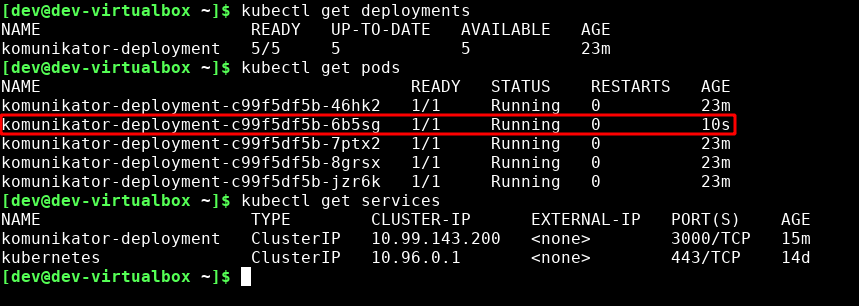 [dev@dev-virtualbox ~]$ kubectl get deployments
NAME                     READY   UP-TO-DATE   AVAILABLE   AGE
komunikator-deployment   5/5     5            5           23m
[dev@dev-virtualbox ~]$ kubectl get pods
NAME                                     READY   STATUS    RESTARTS   AGE
komunikator-deployment-c99f5df5b-46hk2   1/1     Running   0          23m
komunikator-deployment-c99f5df5b-6b5sg   1/1     Running   0          10s
komunikator-deployment-c99f5df5b-7ptx2   1/1     Running   0          23m
komunikator-deployment-c99f5df5b-8grsx   1/1     Running   0          23m
komunikator-deployment-c99f5df5b-jzr6k   1/1     Running   0          23m
[dev@dev-virtualbox ~]$ kubectl get services
NAME                     TYPE        CLUSTER-IP      EXTERNAL-IP   PORT(S)    AGE
komunikator-deployment   ClusterIP   10.99.143.200   <none>        3000/TCP   15m
kubernetes               ClusterIP   10.96.0.1       <none>        443/TCP    14d
[dev@dev-virtualbox ~]$